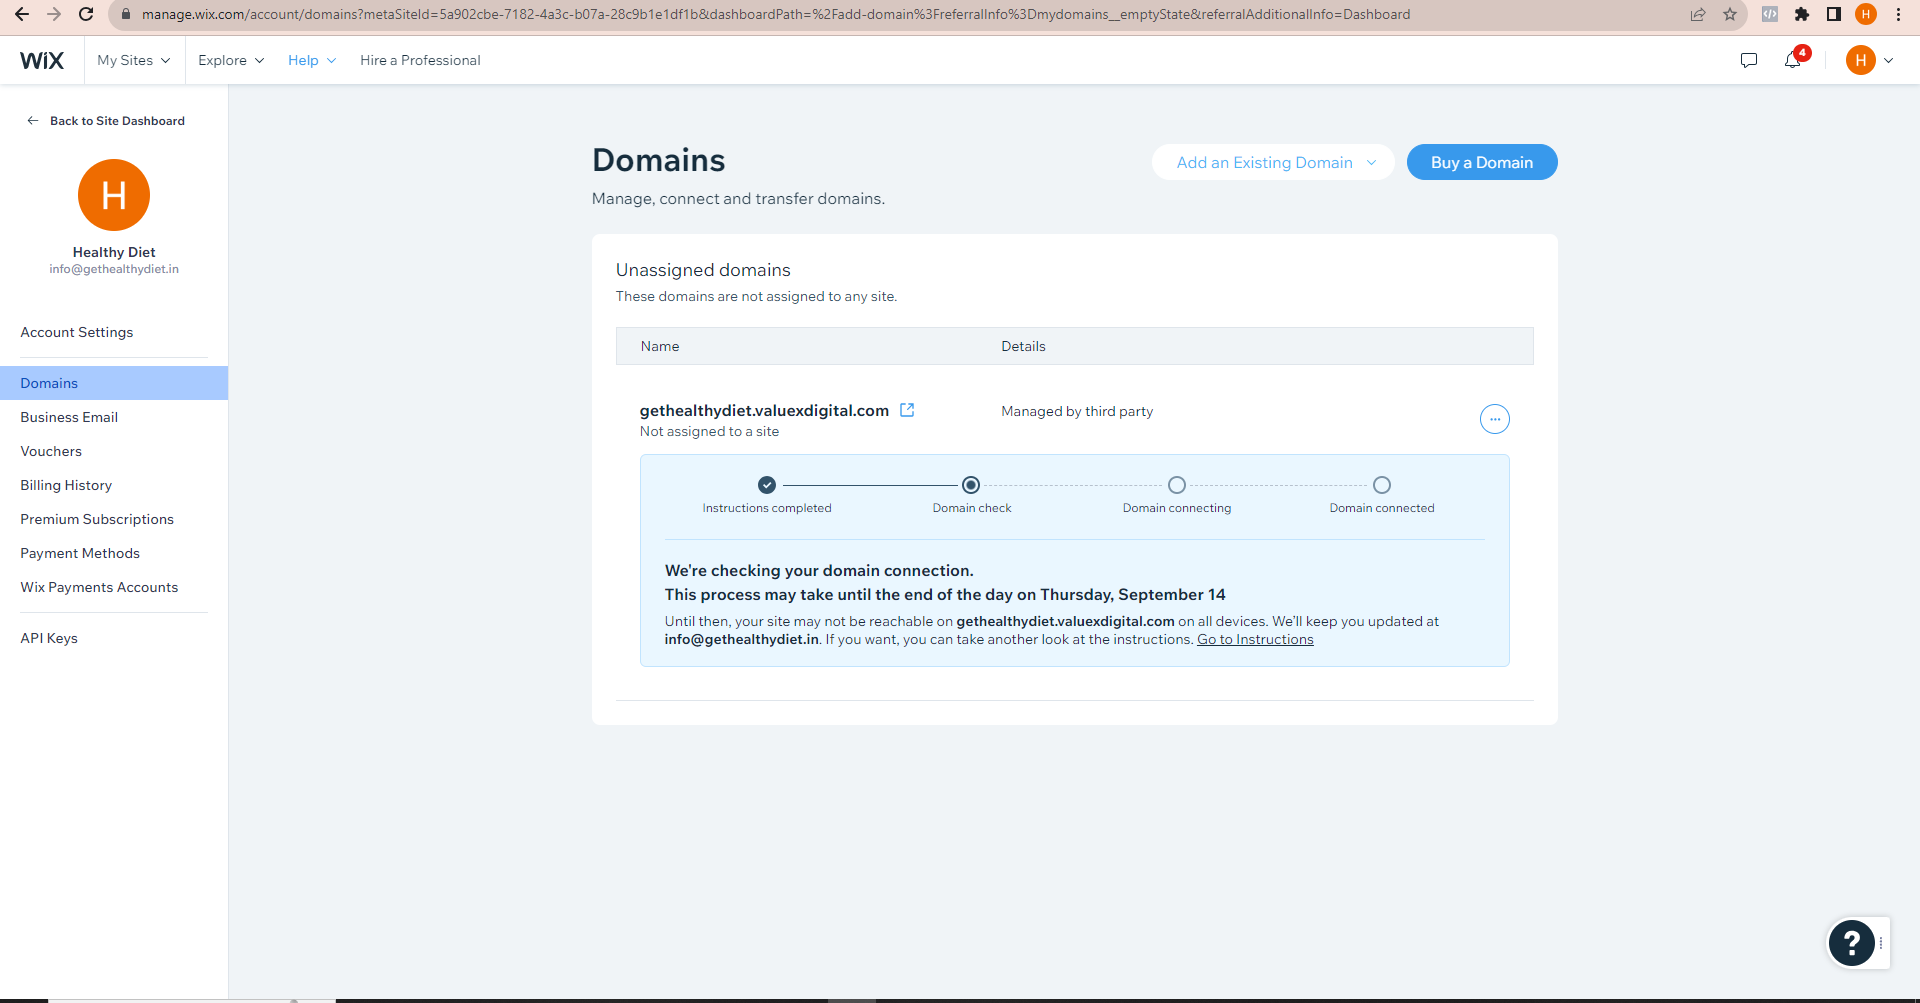 manage.wix.com/account/domains?metaSiteId=5a902cbe-7182-4a3c-b07a-28c9b1e1df1b&dashboardPath=%2Fadd-domain%3FreferralInfo%3Dmydomains__emptyState&referralAdditionalInfo=Dashboard
H
WiX
My Sites
Explore
Help
Hire a Professional
4
H
Back to Site Dashboard
H
Healthy Diet
info@gethealthydiet.in
Account Settings
Domains
Business Email
Vouchers
Billing History
Premium Subscriptions
Payment Methods
Wix Payments Accounts
API Keys
Domains
Manage, connect and transfer domains.
Add an Existing Domain
Buy a Domain
Unassigned domains
These domains are not assigned to any site.
Name Details
gethealthydiet.valuexdigital.com
Not assigned to a site
Managed by third party
Instructions completed
Domain check
Domain connecting
Domain connected
We're checking your domain connection.
This process may take until the end of the day on Thursday, September 14
Until then, your site may not be reachable on gethealthydiet.valuexdigital.com on all devices. We'll keep you updated at
info@gethealthydiet.in. If you want, you can take another look at the instructions. Go to Instructions
?